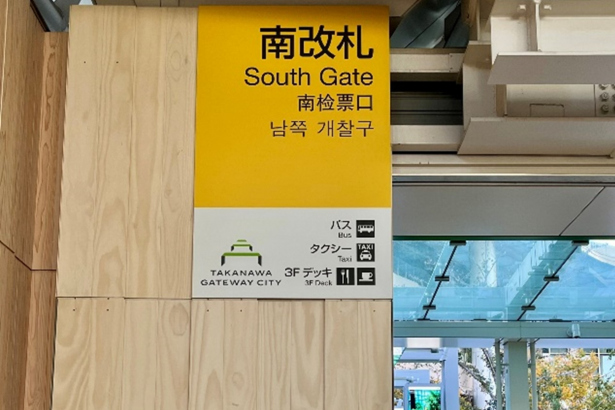 南改札
South Gate
南检票口
남쪽 개찰구
バス
Bus
タクシー
Taxi
TAXI
3F デッキ
3F Deck
TAKANAWA
GATEWAY CITY